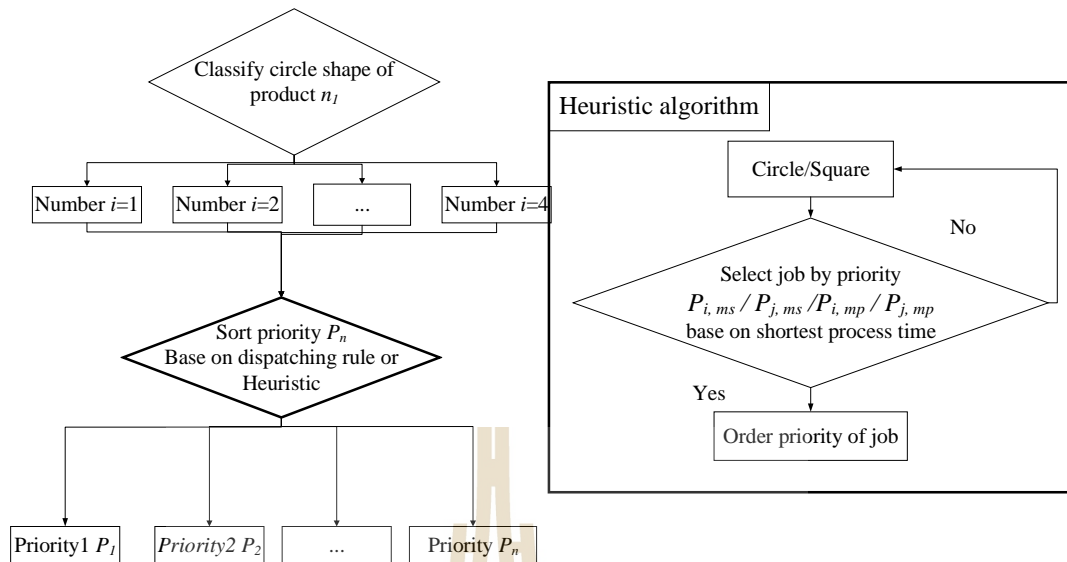 Classify circle shape of
product n1
Number i=1
Number i=2
...
Number i=4
Sort priority Pn
Base on dispatching rule or
Heuristic
Priority1 P1
Priority2 P2
...
Priority Pn
Heuristic algorithm
Circle/Square
No
Select job by priority
Pi, ms / Pj, ms /Pi, mp / Pj, mp
base on shortest process time
Yes
Order priority of job